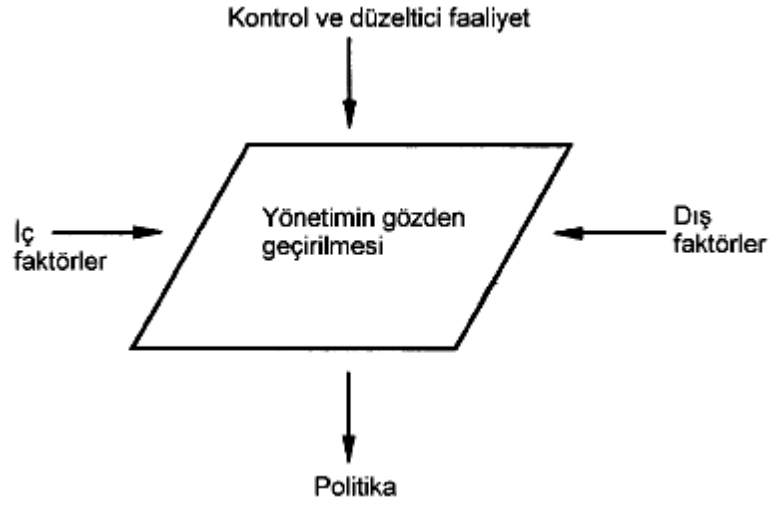 Kontrol ve düzeltici faaliyet
Yönetimin gözden
geçirilmesi
İç
faktörler
Dış
faktörler
Politika